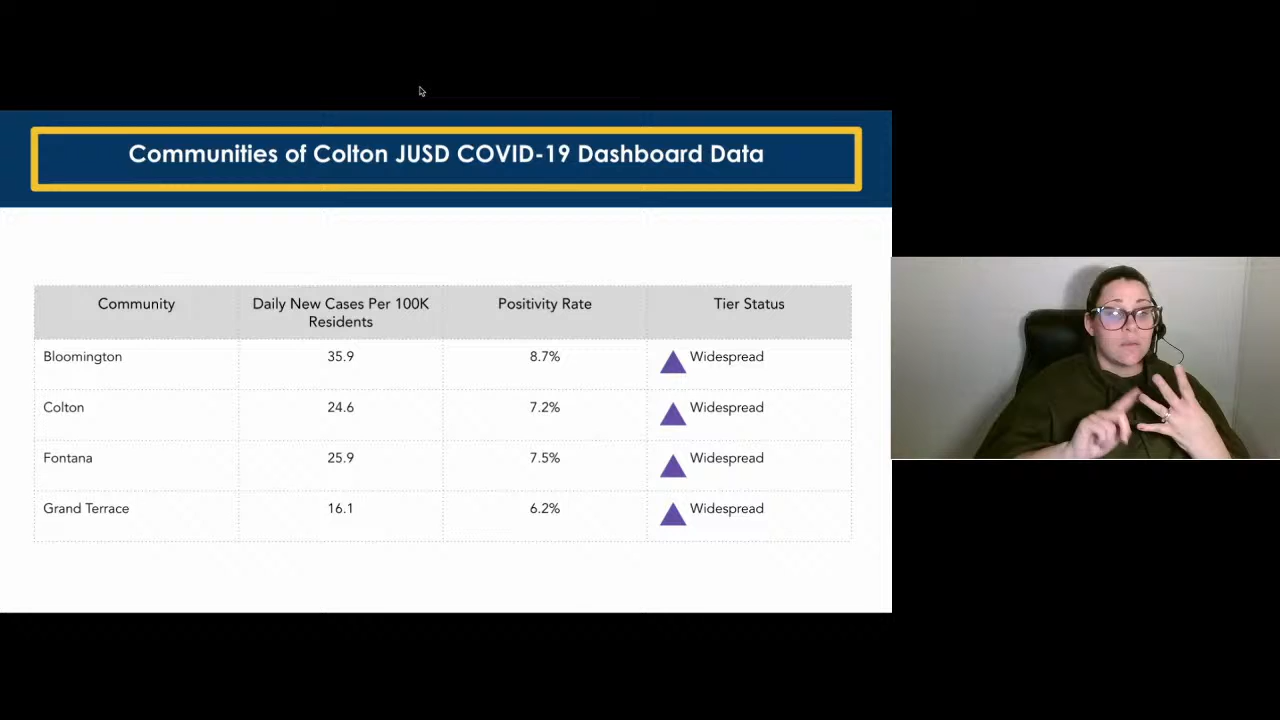 Communities of Colton JUSD COVID-19 Dashboard Data
Community
Daily New Cases Per 100K
Residents
Positivity Rate
Tier Status
Bloomington 35.9 8.7% Widespread
Colton 24.6 7.2% Widespread
Fontana 25.9 7.5% Widespread
Grand Terrace 16.1 6.2% Widespread